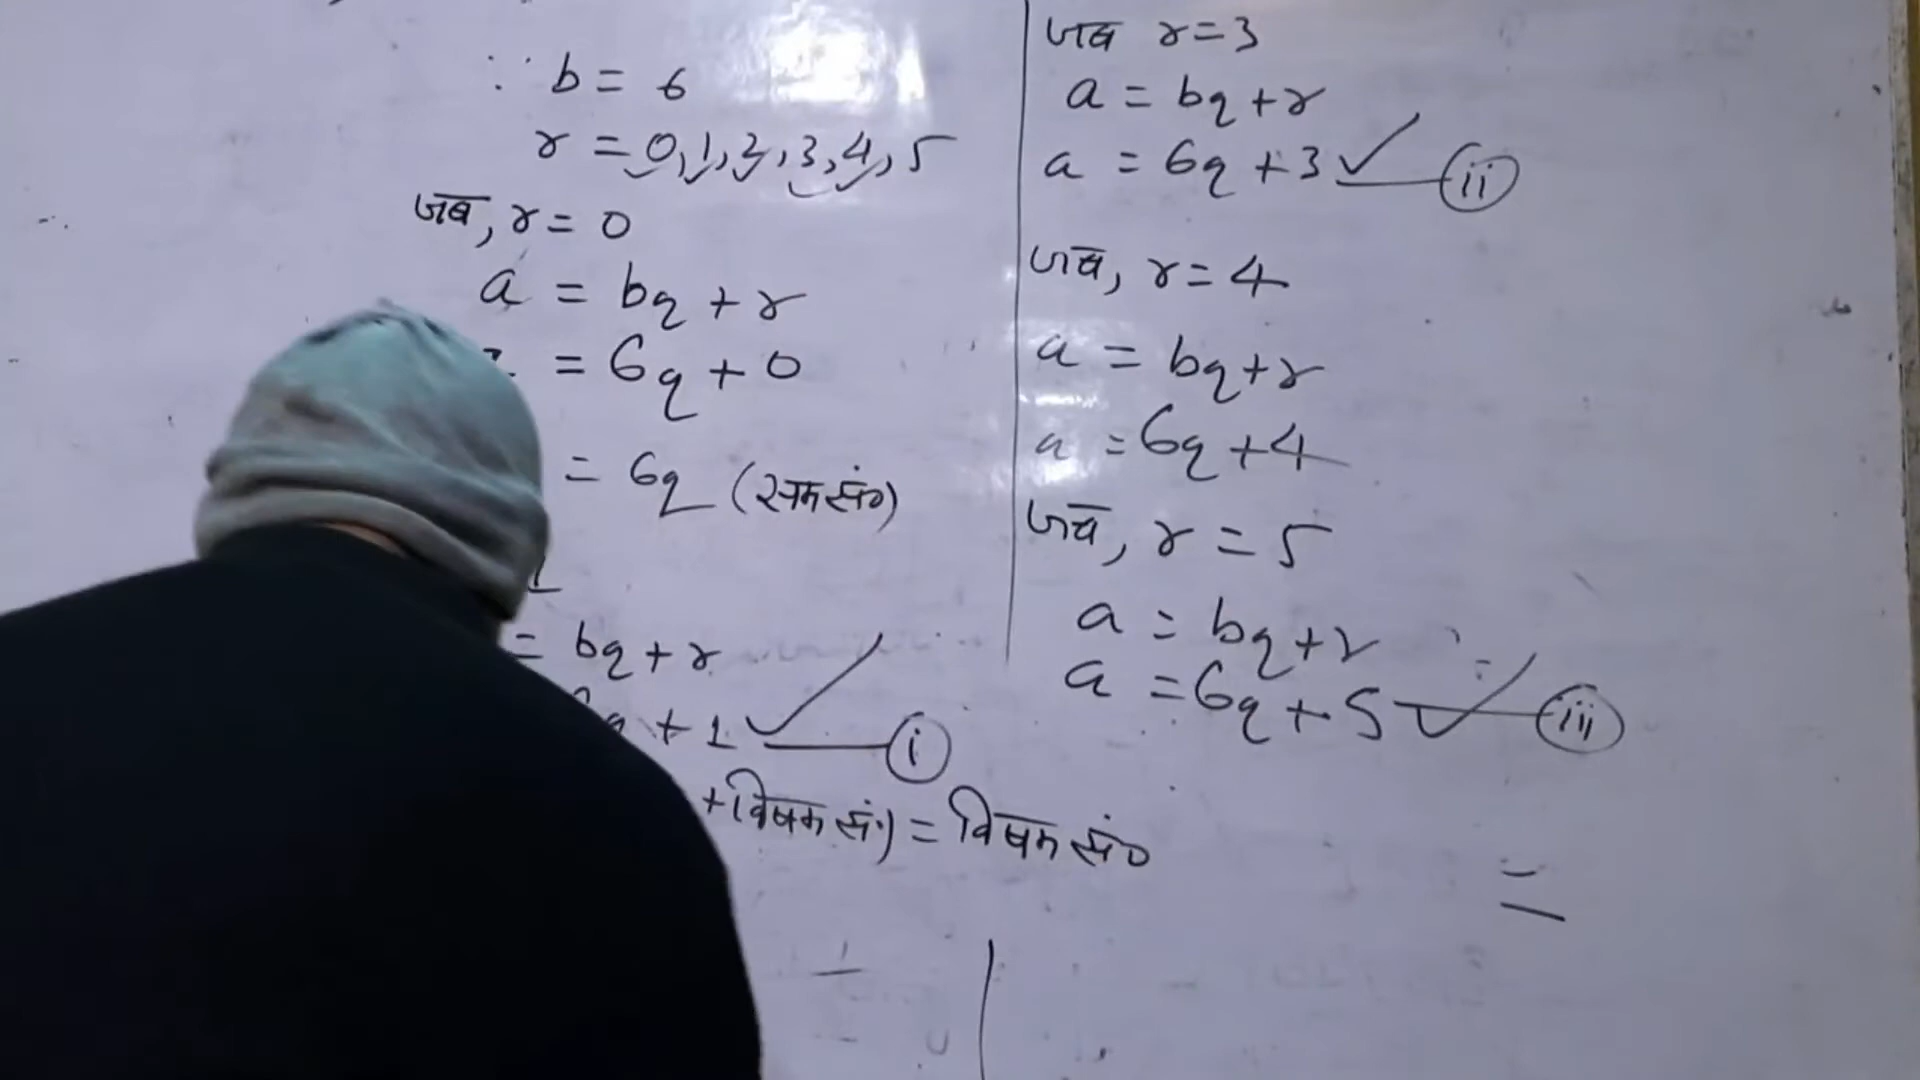 ∵ b = 6
r = 0, 1, 2, 3, 4, 5
जब, r = 0
a = bq + r
= 6q + 0
= 6q (सम सं०)
= bq + r
q + 1 ✓ — (i)
+ विषम सं०) = विषम सं०
जब r = 3
a = bq + r
a = 6q + 3 ✓ — (ii)
जब, r = 4
a = bq + r
a = 6q + 4
जब, r = 5
a = bq + r
a = 6q + 5 ✓ — (iii)
=